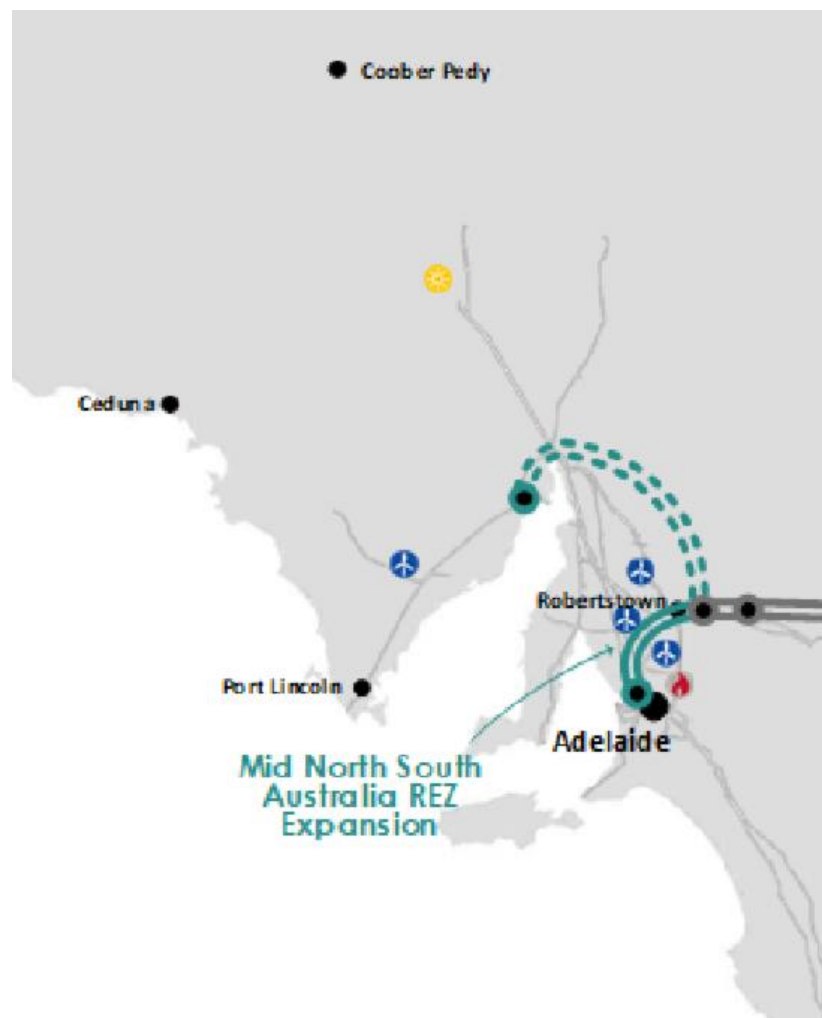 Coober Pedy
Ceduna
Robertstown
Port Lincoln
Adelaide
Mid North South
Australia REZ
Expansion